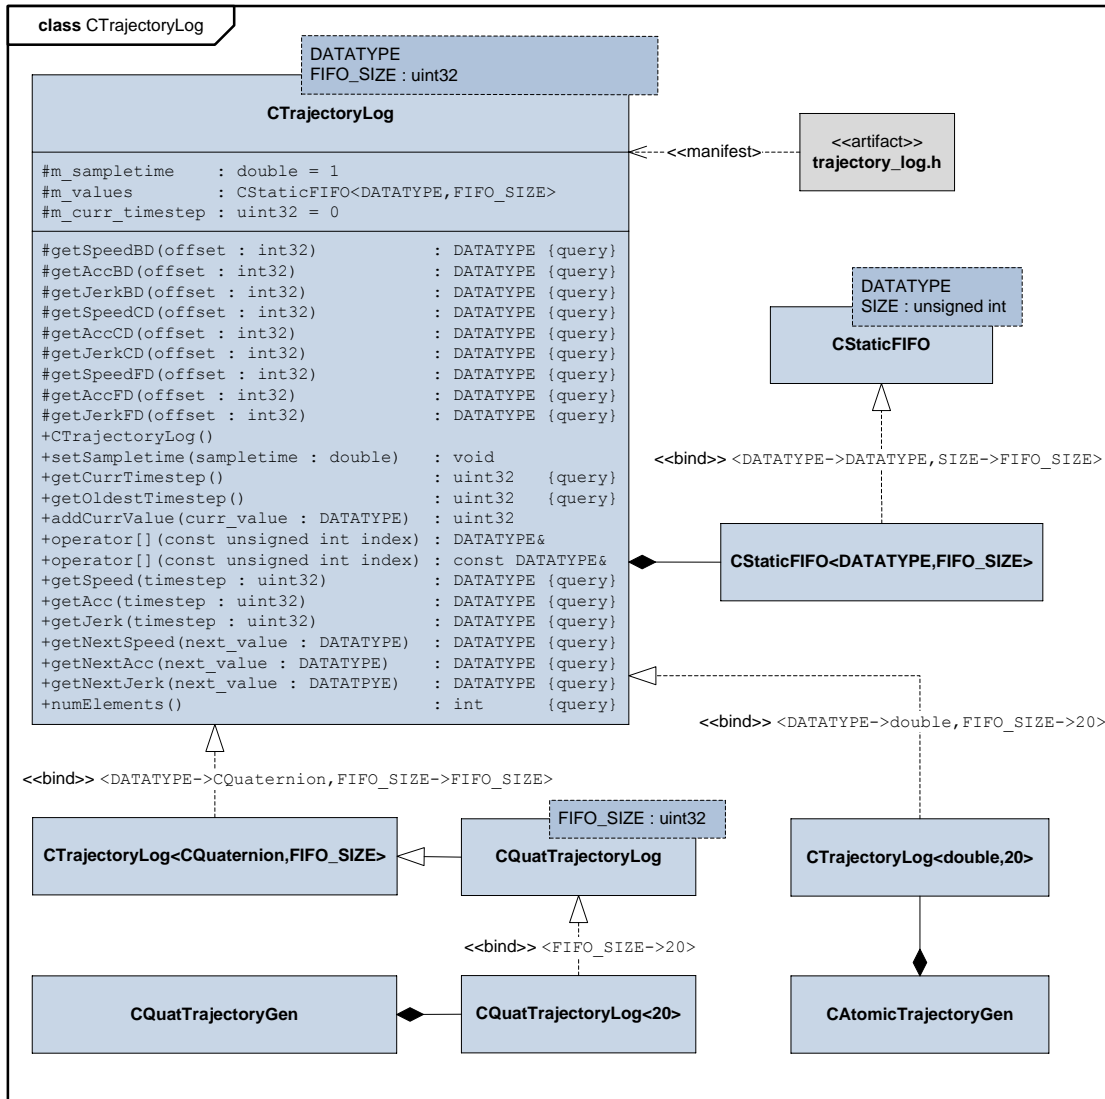 class CTrajectoryLog
DATATYPE
FIFO_SIZE : uint32
CTrajectoryLog
#m_sampletime    : double = 1
#m_values        : CStaticFIFO<DATATYPE,FIFO_SIZE>
#m_curr_timestep : uint32 = 0
#getSpeedBD(offset : int32)            : DATATYPE {query}
#getAccBD(offset : int32)              : DATATYPE {query}
#getJerkBD(offset : int32)             : DATATYPE {query}
#getSpeedCD(offset : int32)            : DATATYPE {query}
#getAccCD(offset : int32)              : DATATYPE {query}
#getJerkCD(offset : int32)             : DATATYPE {query}
#getSpeedFD(offset : int32)            : DATATYPE {query}
#getAccFD(offset : int32)              : DATATYPE {query}
#getJerkFD(offset : int32)             : DATATYPE {query}
+CTrajectoryLog()
+setSampletime(sampletime : double)    : void
+getCurrTimestep()                     : uint32   {query}
+getOldestTimestep()                   : uint32   {query}
+addCurrValue(curr_value : DATATYPE)   : uint32
+operator[](const unsigned int index) : DATATYPE&
+operator[](const unsigned int index) : const DATATYPE&
+getSpeed(timestep : uint32)           : DATATYPE {query}
+getAcc(timestep : uint32)             : DATATYPE {query}
+getJerk(timestep : uint32)            : DATATYPE {query}
+getNextSpeed(next_value : DATATYPE)   : DATATYPE {query}
+getNextAcc(next_value : DATATYPE)     : DATATYPE {query}
+getNextJerk(next_value : DATATPYE)    : DATATYPE {query}
+numElements()                         : int      {query}
<<manifest>
<<artifact>>
trajectory_log.h
DATATYPE
SIZE : unsigned int
CStaticFIFO
<<bind>> <DATATYPE->DATATYPE,SIZE->FIFO_SIZE>
CStaticFIFO<DATATYPE,FIFO_SIZE>
<<bind>> <DATATYPE->double,FIFO_SIZE->20>
<<bind>> <DATATYPE->CQuaternion,FIFO_SIZE->FIFO_SIZE>
CTrajectoryLog<CQuaternion,FIFO_SIZE>
FIFO_SIZE : uint32
CQuatTrajectoryLog
CTrajectoryLog<double,20>
<<bind>> <FIFO_SIZE->20>
CQuatTrajectoryGen
CQuatTrajectoryLog<20>
CAtomicTrajectoryGen